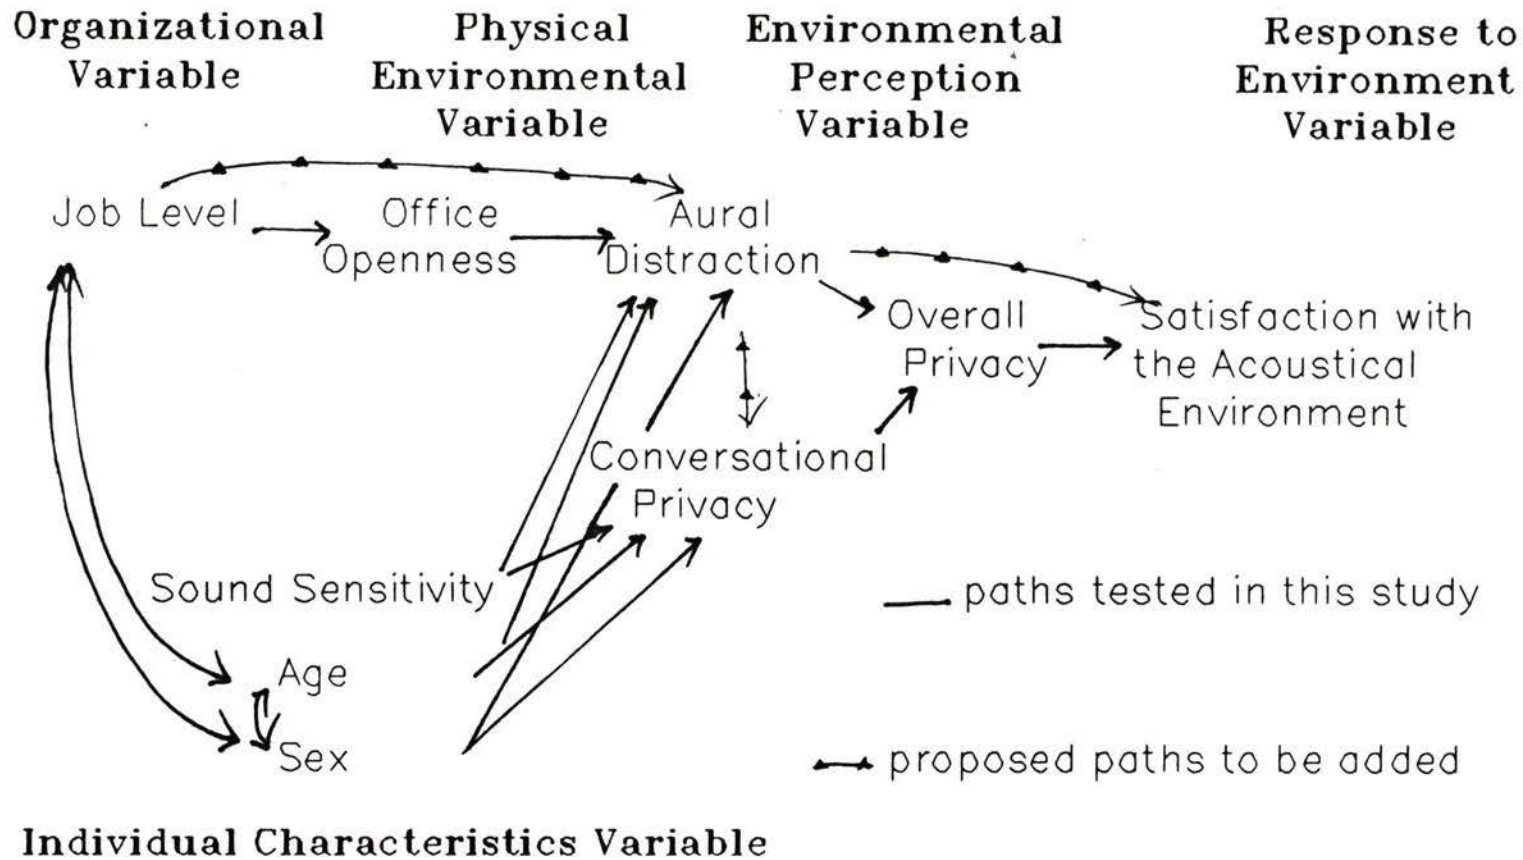 Organizational
Variable
Physical
Environmental
Variable
Environmental
Perception
Variable
Response to
Environment
Variable
Job Level
Office
Openness
Aural
Distraction
Overall
Privacy
Satisfaction with
the Acoustical
Environment
Conversational
Privacy
Sound Sensitivity
Age
Sex
paths tested in this study
proposed paths to be added
Individual Characteristics Variable